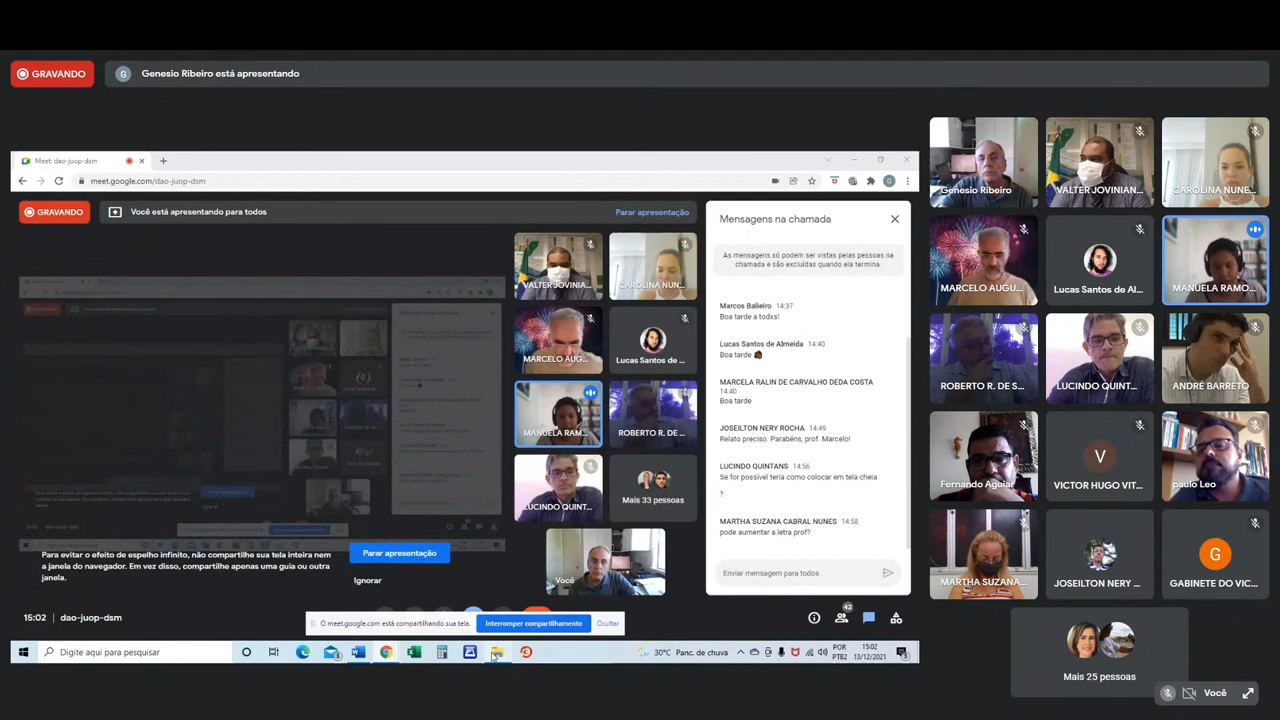 GRAVANDO
G
Genesio Ribeiro está apresentando
Meet: dao-juop-dsm
meet.google.com/dao-juop-dsm
G
GRAVANDO
Você está apresentando para todos
Parar apresentação
VALTER JOVINIA...
CAROLINA NUN...
MARCELO AUG...
Lucas Santos de ...
MANUELA RAM...
ROBERTO R. DE ...
LUCINDO QUINT...
Mais 33 pessoas
Você
Para evitar o efeito de espelho infinito, não compartilhe sua tela inteira nem
a janela do navegador. Em vez disso, compartilhe apenas uma guia ou outra
janela.
Parar apresentação
Ignorar
Mensagens na chamada
As mensagens só podem ser vistas pelas pessoas na
chamada e são excluídas quando ela termina.
Marcos Balieiro 14:37
Boa tarde a todxs!
Lucas Santos de Almeida 14:40
Boa tarde
MARCELA RALIN DE CARVALHO DEDA COSTA
14:40
Boa tarde
JOSEILTON NERY ROCHA 14:49
Relato preciso. Parabéns, prof. Marcelo!
LUCINDO QUINTANS 14:56
Se for possível teria como colocar em tela cheia
?
MARTHA SUZANA CABRAL NUNES 14:58
pode aumentar a letra prof?
Enviar mensagem para todos
15:02
dao-juop-dsm
O meet.google.com está compartilhando sua tela.
Interromper compartilhamento
Ocultar
42
Digite aqui para pesquisar
30°C Panc. de chuva
POR
PTB2
15:02
13/12/2021
Genesio Ribeiro
VALTER JOVINIAN...
CAROLINA NUNE...
MARCELO AUGU...
Lucas Santos de Al...
MANUELA RAMO...
ROBERTO R. DE S...
LUCINDO QUINT...
ANDRÉ BARRETO
Fernando Aguiar
V
VICTOR HUGO VIT...
paulo Leo
MARTHA SUZANA...
JOSEILTON NERY ...
G
GABINETE DO VIC...
Mais 25 pessoas
Você